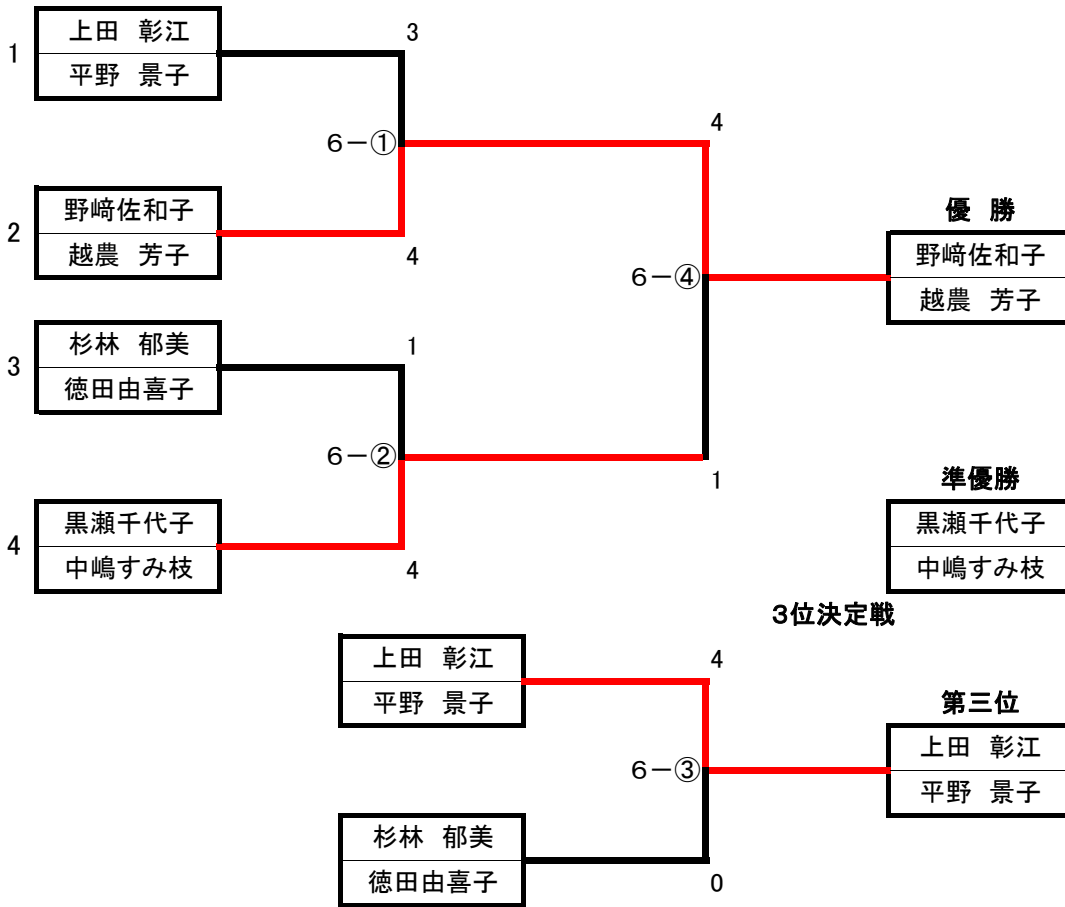 1
上田 彰江
平野 景子
3
6－①
4
2
野﨑佐和子
越農 芳子
4
6－④
優 勝
野﨑佐和子
越農 芳子
3
杉林 郁美
徳田由喜子
1
6－②
1
4
黒瀬千代子
中嶋すみ枝
4
準優勝
黒瀬千代子
中嶋すみ枝
3位決定戦
上田 彰江
平野 景子
4
6－③
第三位
上田 彰江
平野 景子
杉林 郁美
徳田由喜子
0